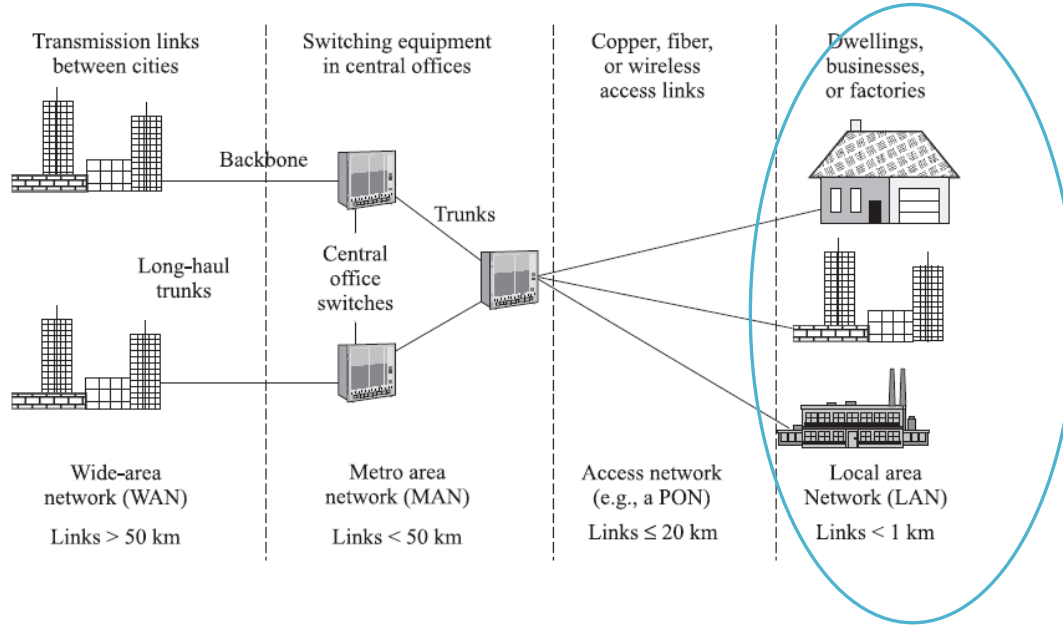 Transmission links
between cities
Switching equipment
in central offices
Copper, fiber,
or wireless
access links
Dwellings,
businesses,
or factories
Backbone
Trunks
Long-haul
trunks
Central
office
switches
Wide-area
network (WAN)
Links > 50 km
Metro area
network (MAN)
Links < 50 km
Access network
(e.g., a PON)
Links ≤ 20 km
Local area
Network (LAN)
Links < 1 km